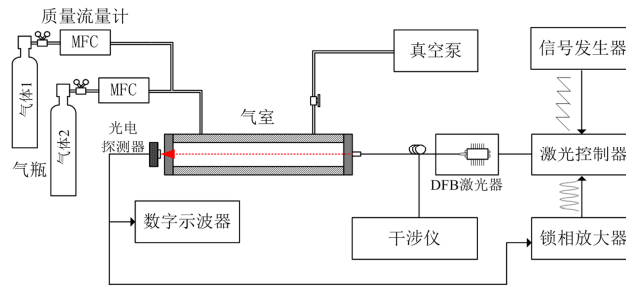 质量流量计
MFC
真空泵
信号发生器
气体1
MFC
气室
光电
探测器
气体2
气瓶
激光控制器
DFB激光器
数字示波器
干涉仪
锁相放大器